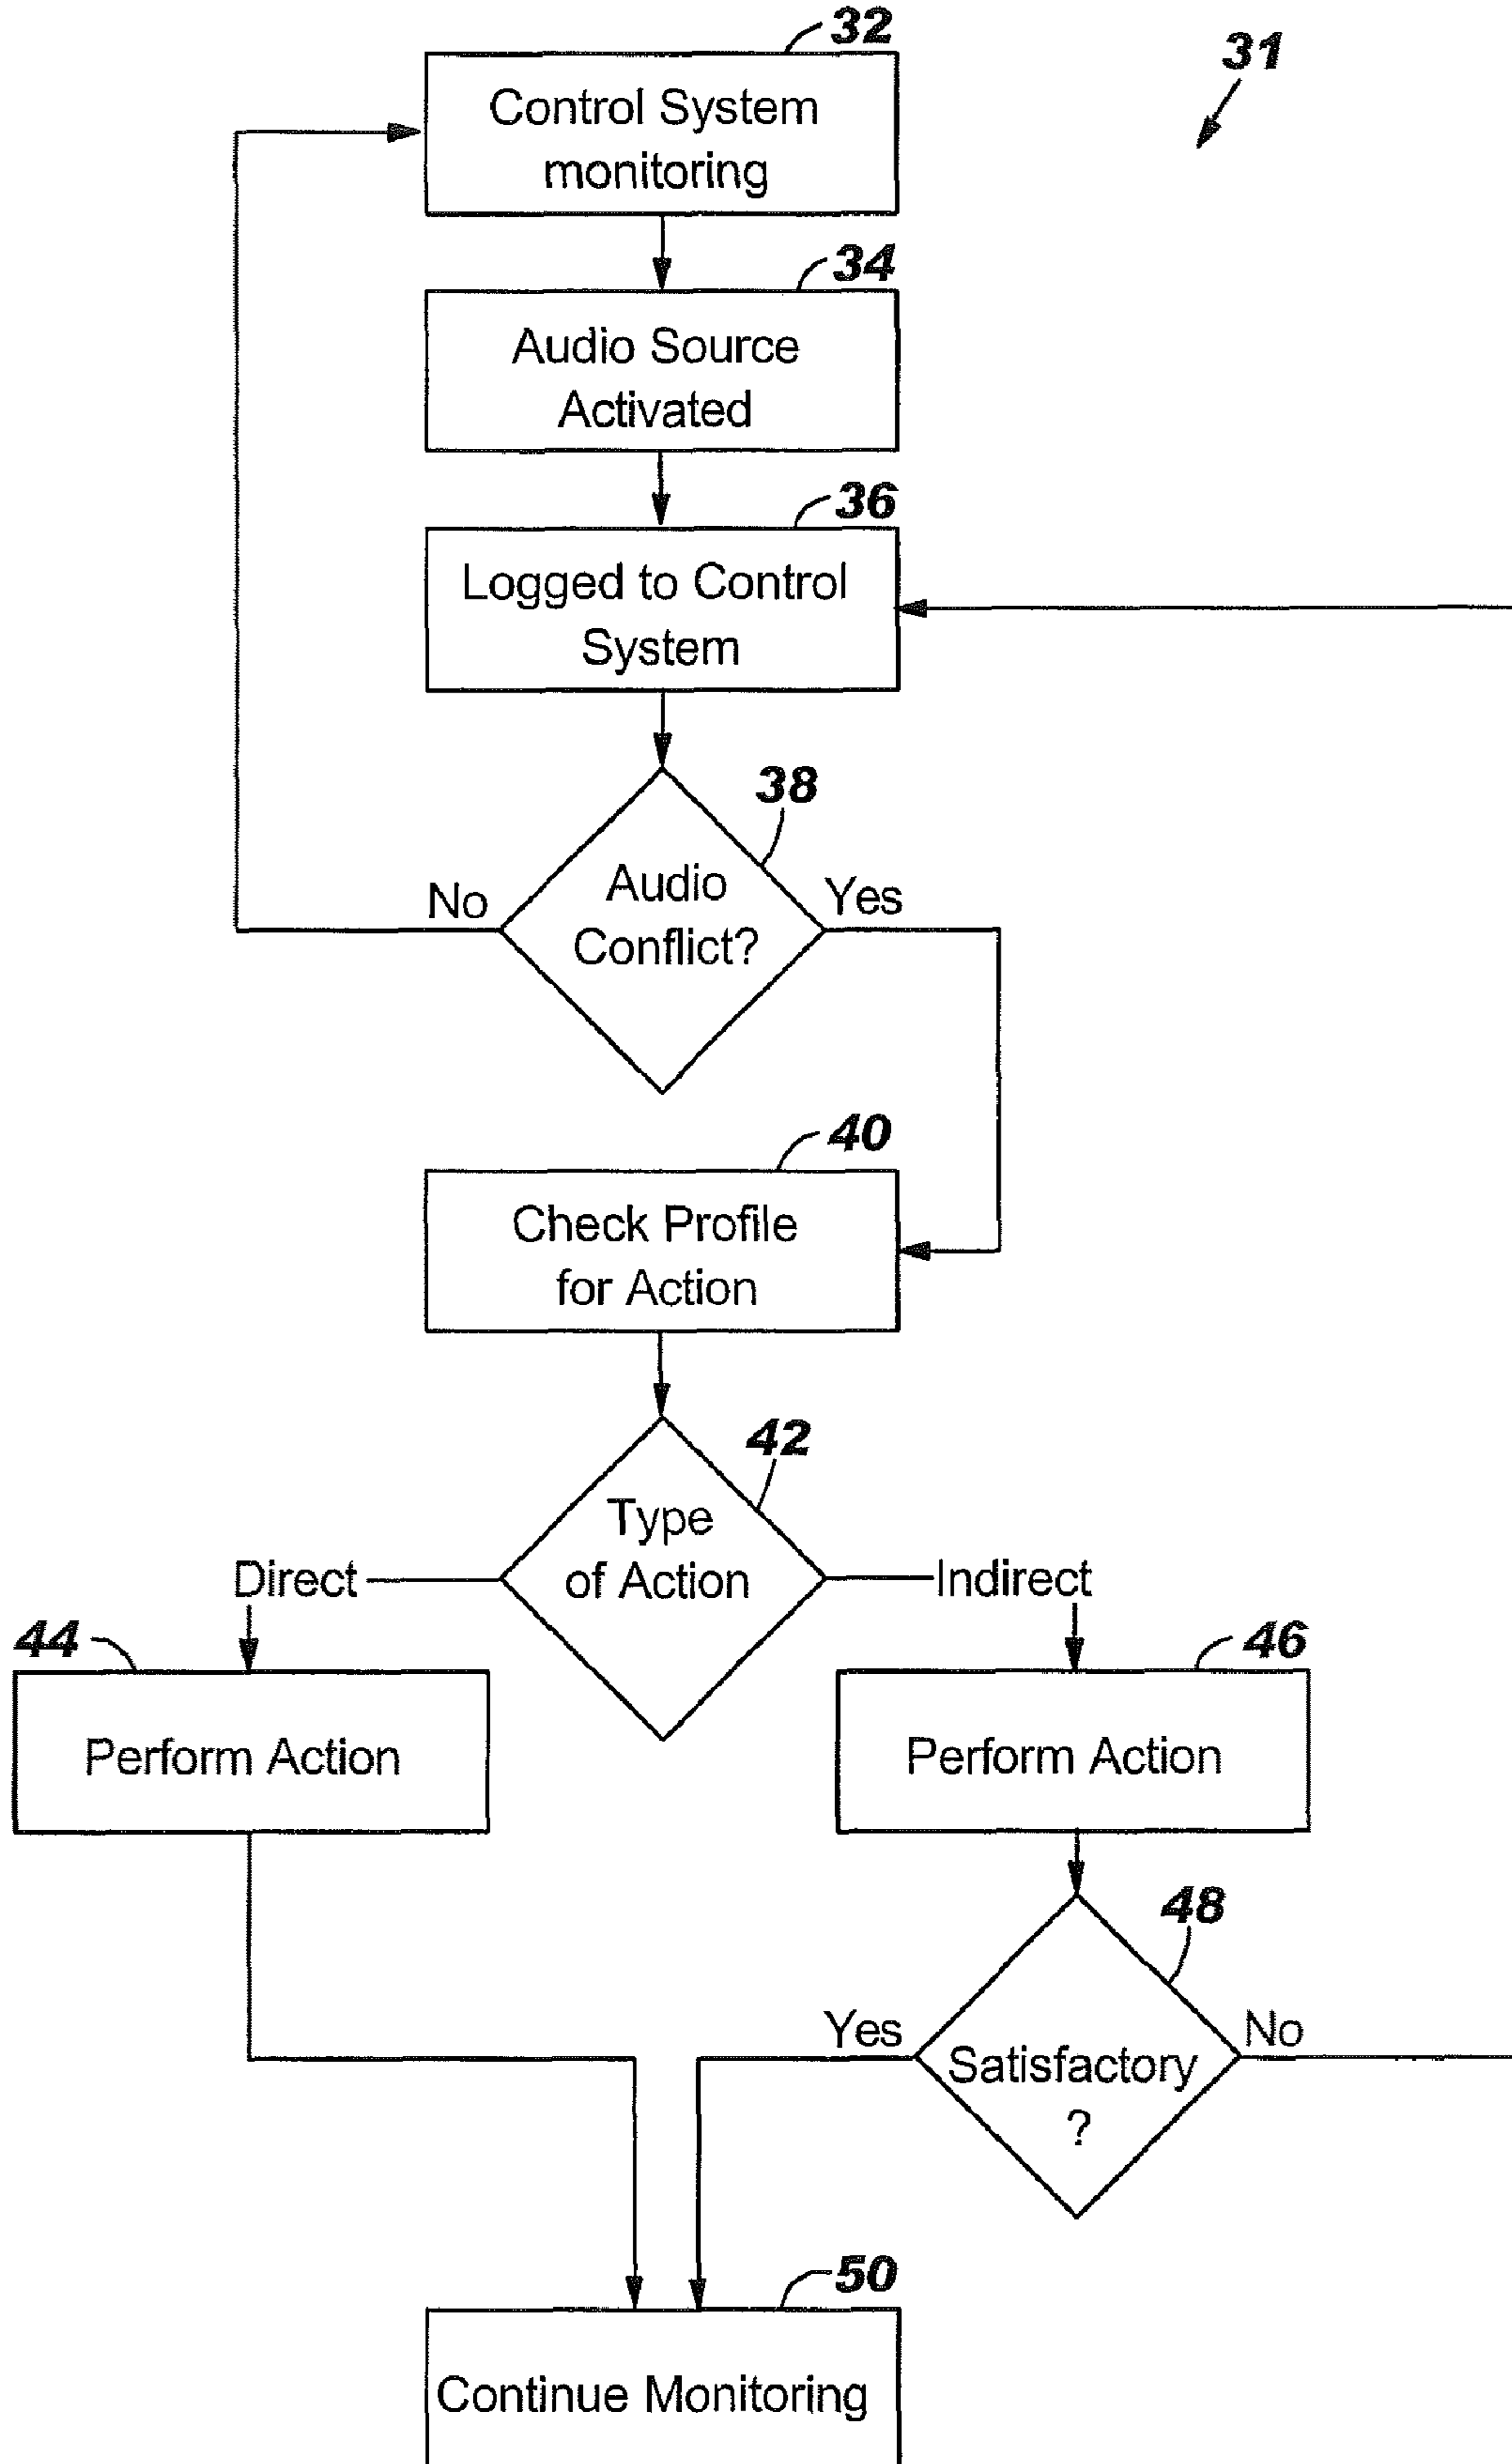 32
31
Control System
monitoring
34
Audio Source
Activated
36
Logged to Control
System
38
Audio
Conflict?
No
Yes
40
Check Profile
for Action
42
Type
of Action
Direct
Indirect
44
46
Perform Action
Perform Action
48
Yes
No
Satisfactory
?
50
Continue Monitoring